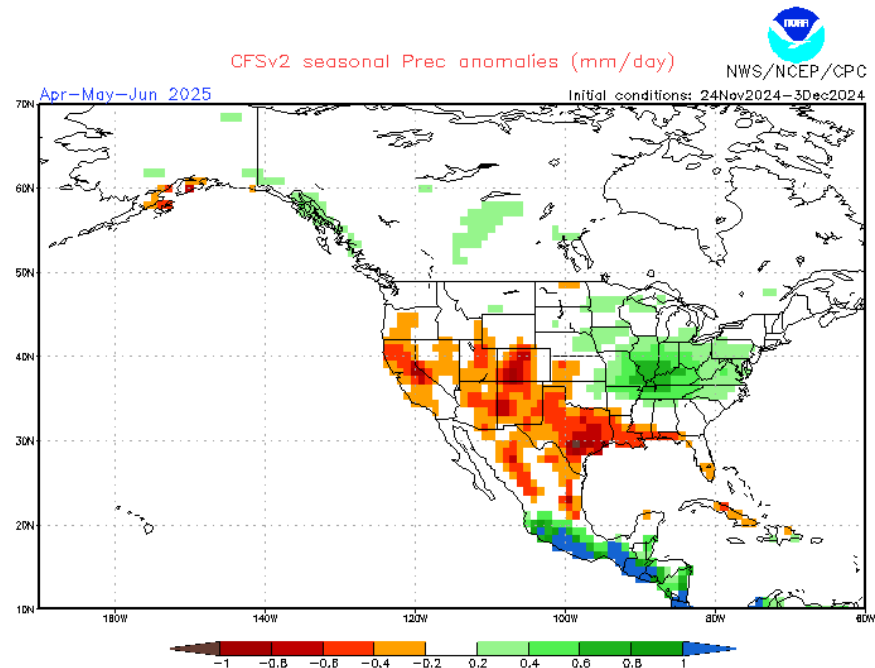 NOAA
CFSv2 seasonal Prec anomalies (mm/day)
NWS/NCEP/CPC
Apr-May-Jun 2025
Initial conditions: 24Nov2024-3Dec2024
70N
60N
50N
40N
30N
20N
10N
180W 160W 140W 120W 100W 80W 60W
-1 -0.8 -0.6 -0.4 -0.2 0.2 0.4 0.6 0.8 1